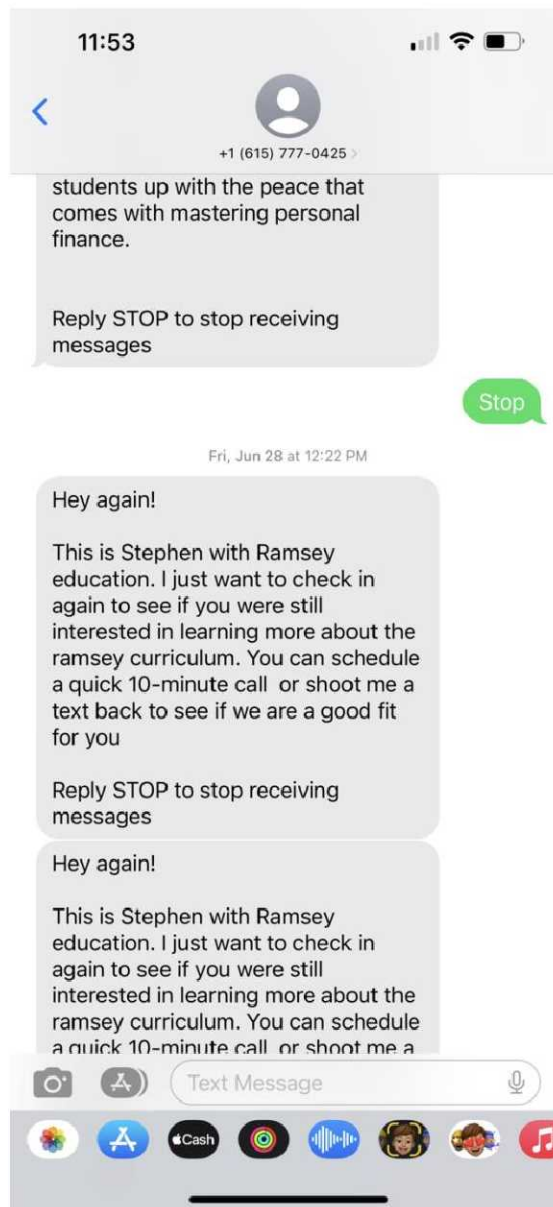 11:53
+1 (615) 777-0425 >
students up with the peace that
comes with mastering personal
finance.
Reply STOP to stop receiving
messages
Stop
Fri, Jun 28 at 12:22 PM
Hey again!
This is Stephen with Ramsey
education. I just want to check in
again to see if you were still
interested in learning more about the
ramsey curriculum. You can schedule
a quick 10-minute call  or shoot me a
text back to see if we are a good fit
for you
Reply STOP to stop receiving
messages
Hey again!
This is Stephen with Ramsey
education. I just want to check in
again to see if you were still
interested in learning more about the
ramsey curriculum. You can schedule
a quick 10-minute call  or shoot me a
Text Message
Cash